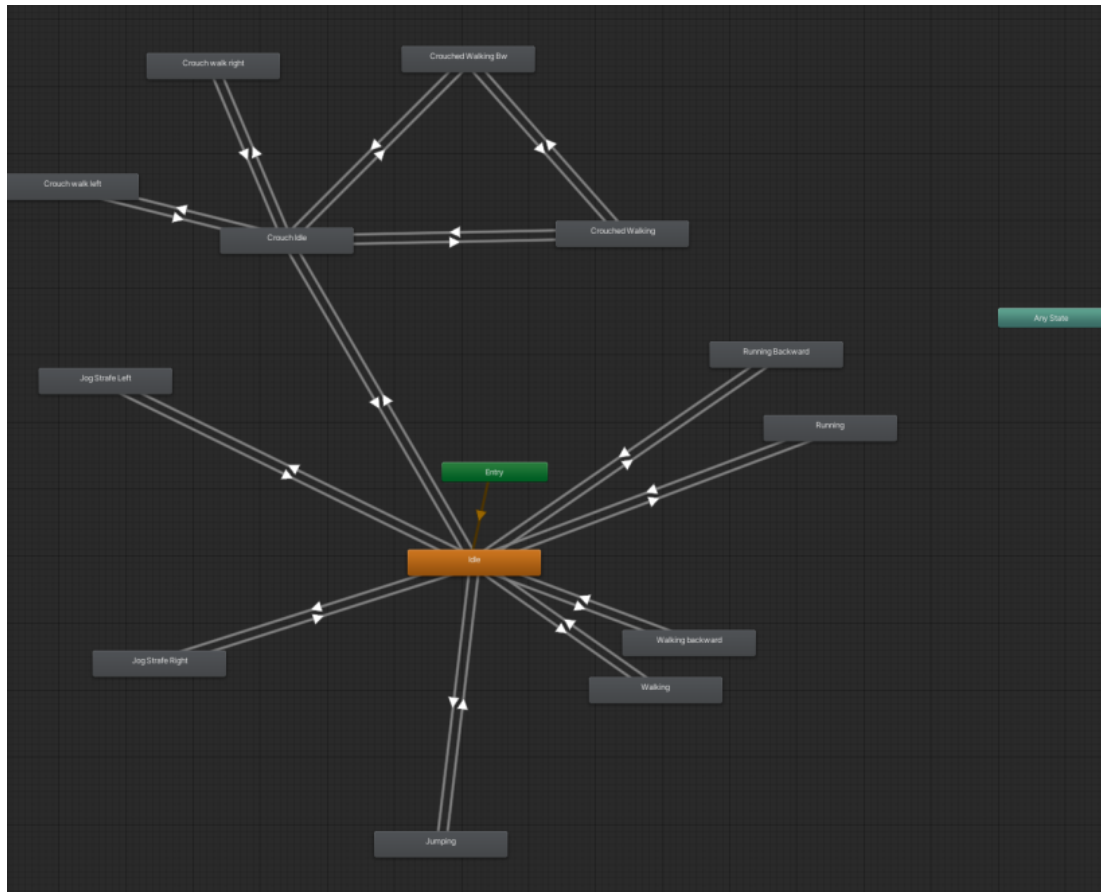 Crouched Walking Bw
Crouch walk right
Crouch walk left
Crouched Walking
Crouch Idle
Any State
Running Backward
Jog Strafe Left
Running
Entry
Idle
Walking backward
Jog Strafe Right
Walking
Jumping